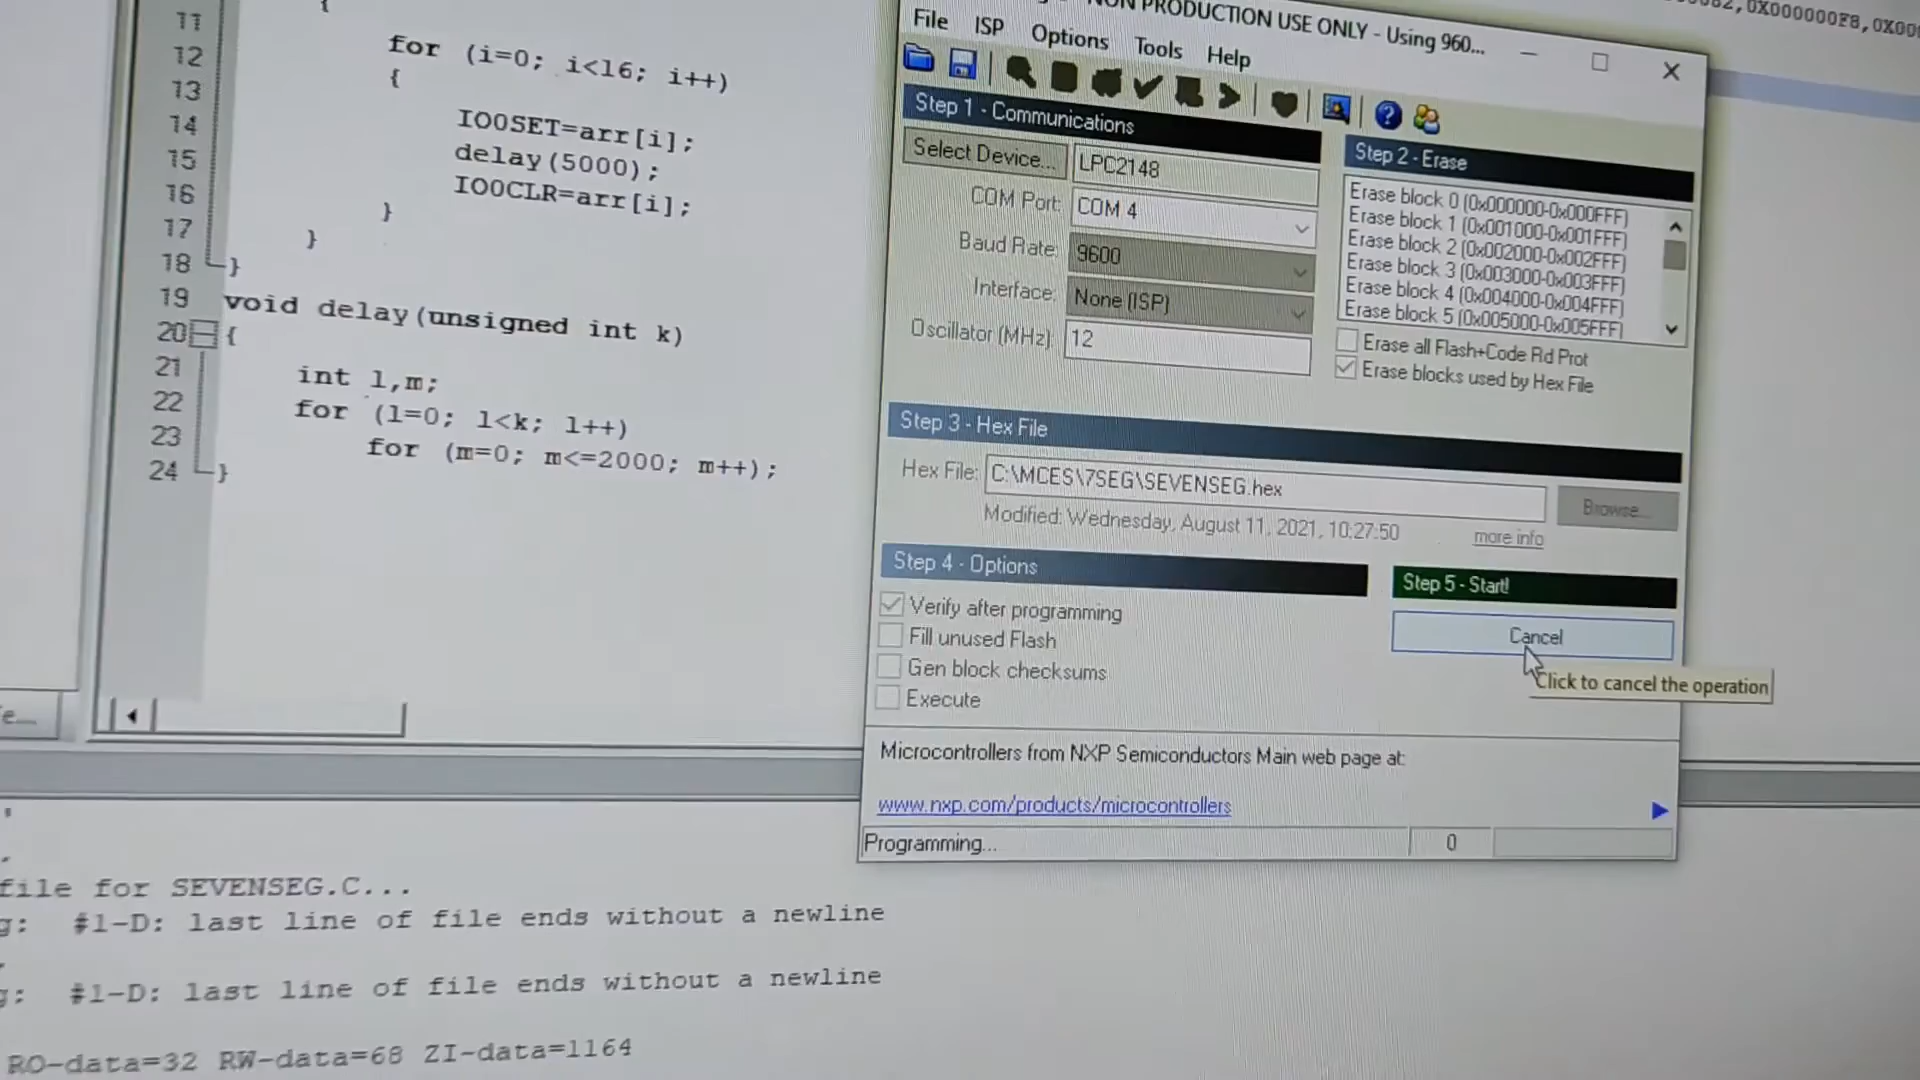 11 {
12 for (i=0; i<16; i++)
13 {
14 IO0SET=arr[i];
15 delay(5000);
16 IO0CLR=arr[i];
17 }
18 }
}
19 void delay(unsigned int k)
20 {
21 int l,m;
22 for (l=0; l<k; l++)
23 for (m=0; m<=2000; m++);
24 }
file for SEVENSEG.C...
g: #1-D: last line of file ends without a newline
g: #1-D: last line of file ends without a newline
RO-data=32 RW-data=68 ZI-data=1164
0X000000F8,0X00
NON PRODUCTION USE ONLY - Using 960...
File ISP Options Tools Help
Step 1 - Communications
Select Device... LPC2148
COM Port: COM 4
Baud Rate: 9600
Interface: None (ISP)
Oscillator (MHz): 12
Step 2 - Erase
Erase block 0 (0x000000-0x000FFF)
Erase block 1 (0x001000-0x001FFF)
Erase block 2 (0x002000-0x002FFF)
Erase block 3 (0x003000-0x003FFF)
Erase block 4 (0x004000-0x004FFF)
Erase block 5 (0x005000-0x005FFF)
Erase all Flash+Code Rd Prot
Erase blocks used by Hex File
Step 3 - Hex File
Hex File: C:\MCES\7SEG\SEVENSEG.hex Browse...
Modified: Wednesday, August 11, 2021, 10:27:50 more info
Step 4 - Options
Verify after programming
Fill unused Flash
Gen block checksums
Execute
Step 5 - Start!
Cancel
Click to cancel the operation
Microcontrollers from NXP Semiconductors Main web page at:
www.nxp.com/products/microcontrollers
Programming... 0